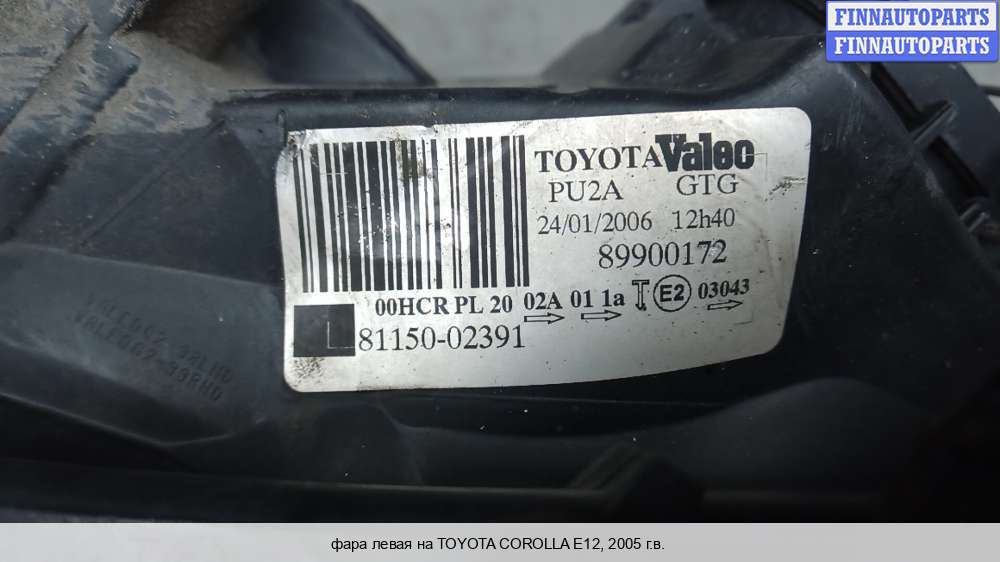 FINNAUTOPARTS
FINNAUTOPARTS
TOYOTA Valeo
PU2A GTG
24/01/2006 12h40
89900172
00HCR PL 20 02A 01 1a E2 03043
81150-02391
фара левая на TOYOTA COROLLA E12, 2005 г.в.